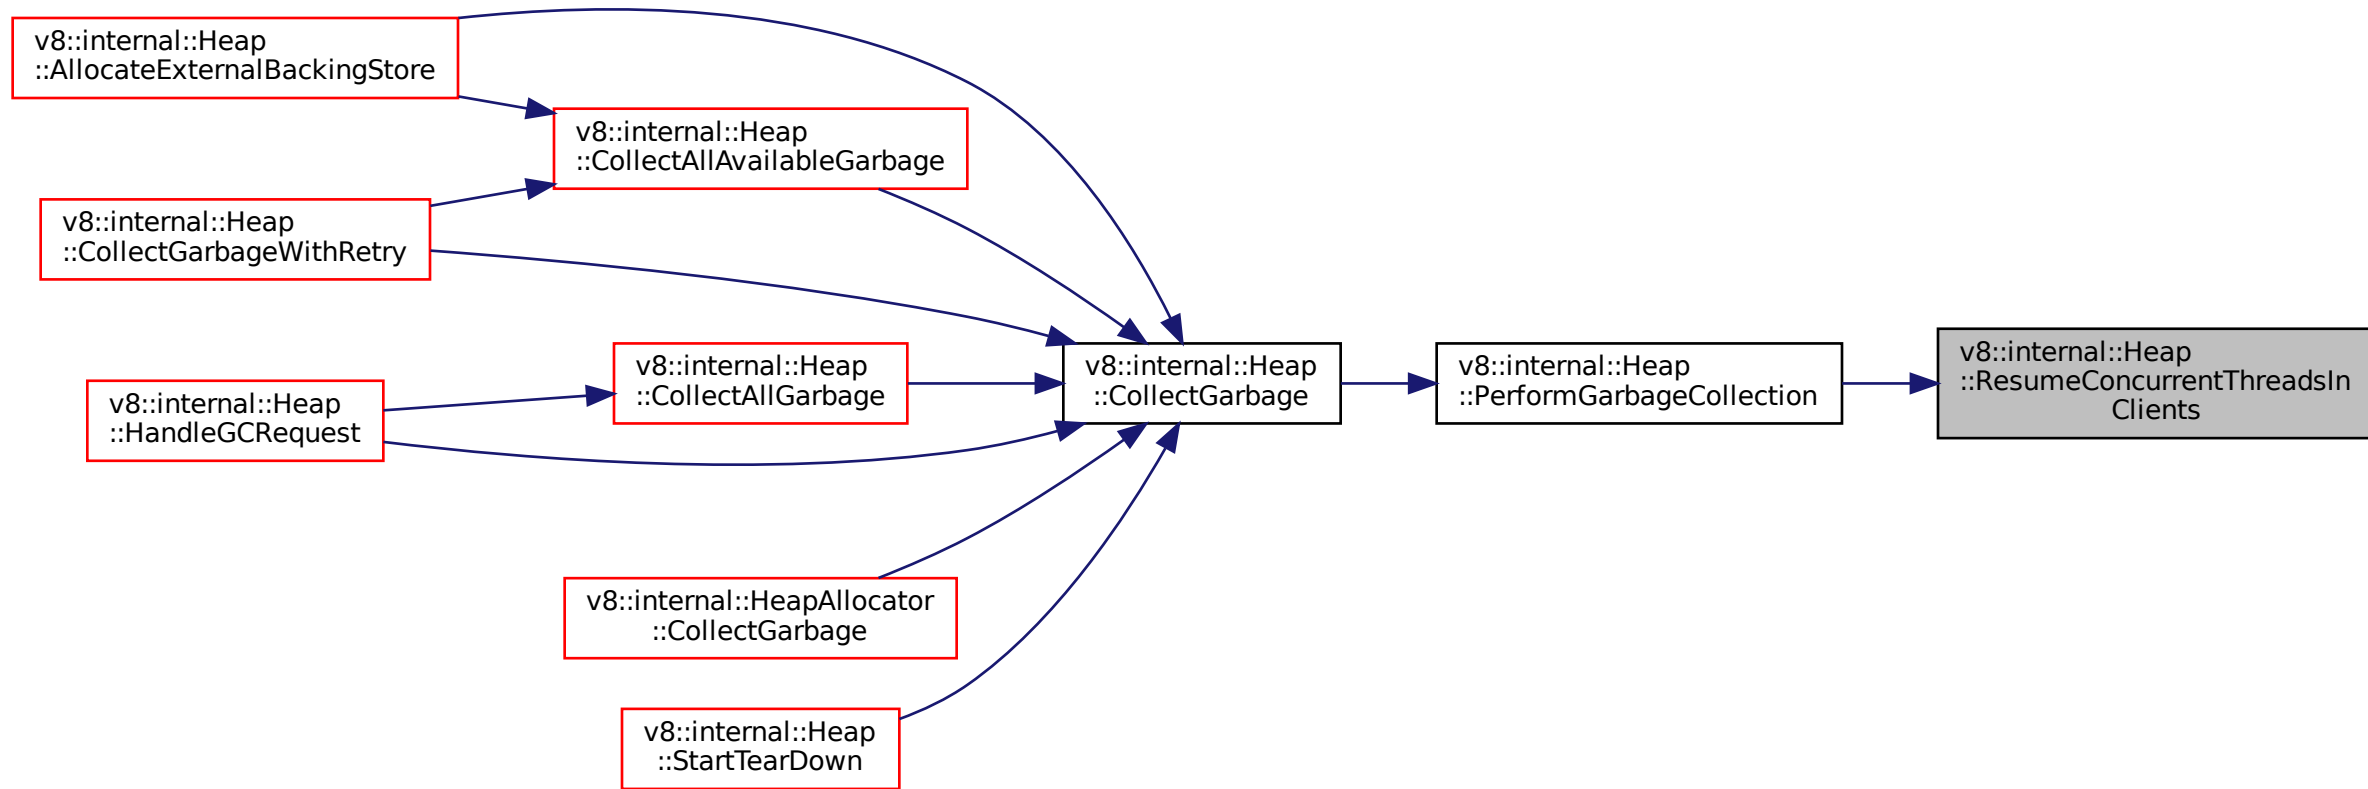 v8::internal::Heap
::AllocateExternalBackingStore
v8::internal::Heap
::CollectAllAvailableGarbage
v8::internal::Heap
::CollectGarbageWithRetry
v8::internal::Heap
::CollectAllGarbage
v8::internal::Heap
::HandleGCRequest
v8::internal::HeapAllocator
::CollectGarbage
v8::internal::Heap
::StartTearDown
v8::internal::Heap
::CollectGarbage
v8::internal::Heap
::PerformGarbageCollection
v8::internal::Heap
::ResumeConcurrentThreadsIn
Clients